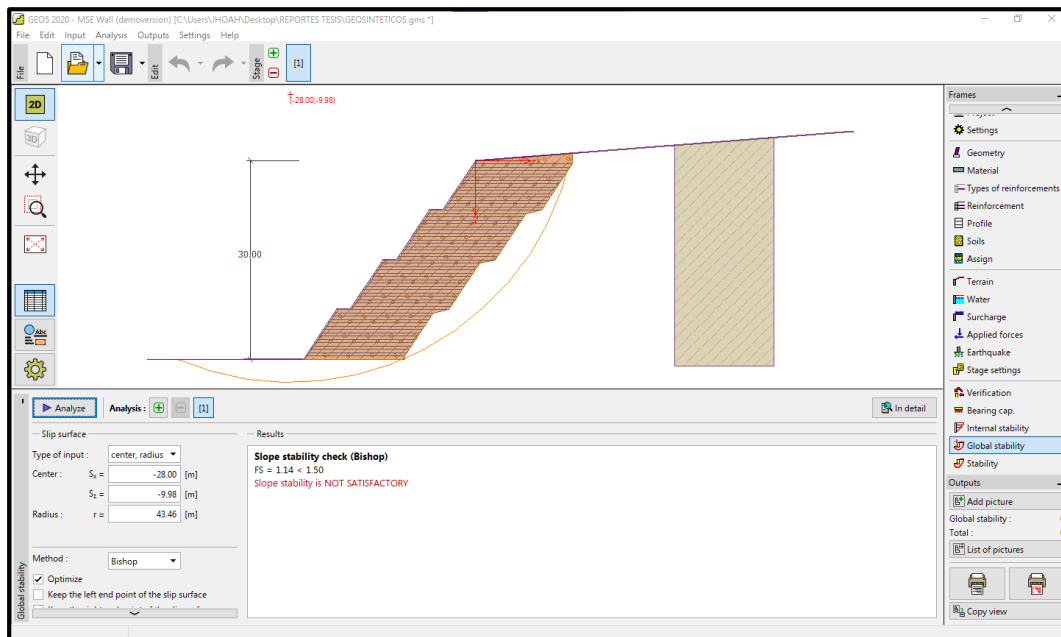 GEO5 2020 - MSE Wall (demoversion) [C:\Users\JHOAH\Desktop\REPORTES TESIS\GEOSINTETICOS.gms *]
File Edit Input Analysis Outputs Settings Help
File
Edit
Stage
[1]
2D
3D
Abc
(-28.00;-9.98)
x
30.00
Frames
Settings
Geometry
Material
Types of reinforcements
Reinforcement
Profile
Soils
Assign
Terrain
Water
Surcharge
Applied forces
Earthquake
Stage settings
Verification
Bearing cap.
Internal stability
Global stability
Stability
Outputs
Add picture
Global stability :
Total :
List of pictures
Copy view
Global stability
Analyze Analysis : [1] In detail
Slip surface
Type of input : center, radius
Center : Sx = -28.00 [m]
Sz = -9.98 [m]
Radius : r = 43.46 [m]
Method : Bishop
Optimize
Keep the left end point of the slip surface
Results
Slope stability check (Bishop)
FS = 1.14 < 1.50
Slope stability is NOT SATISFACTORY